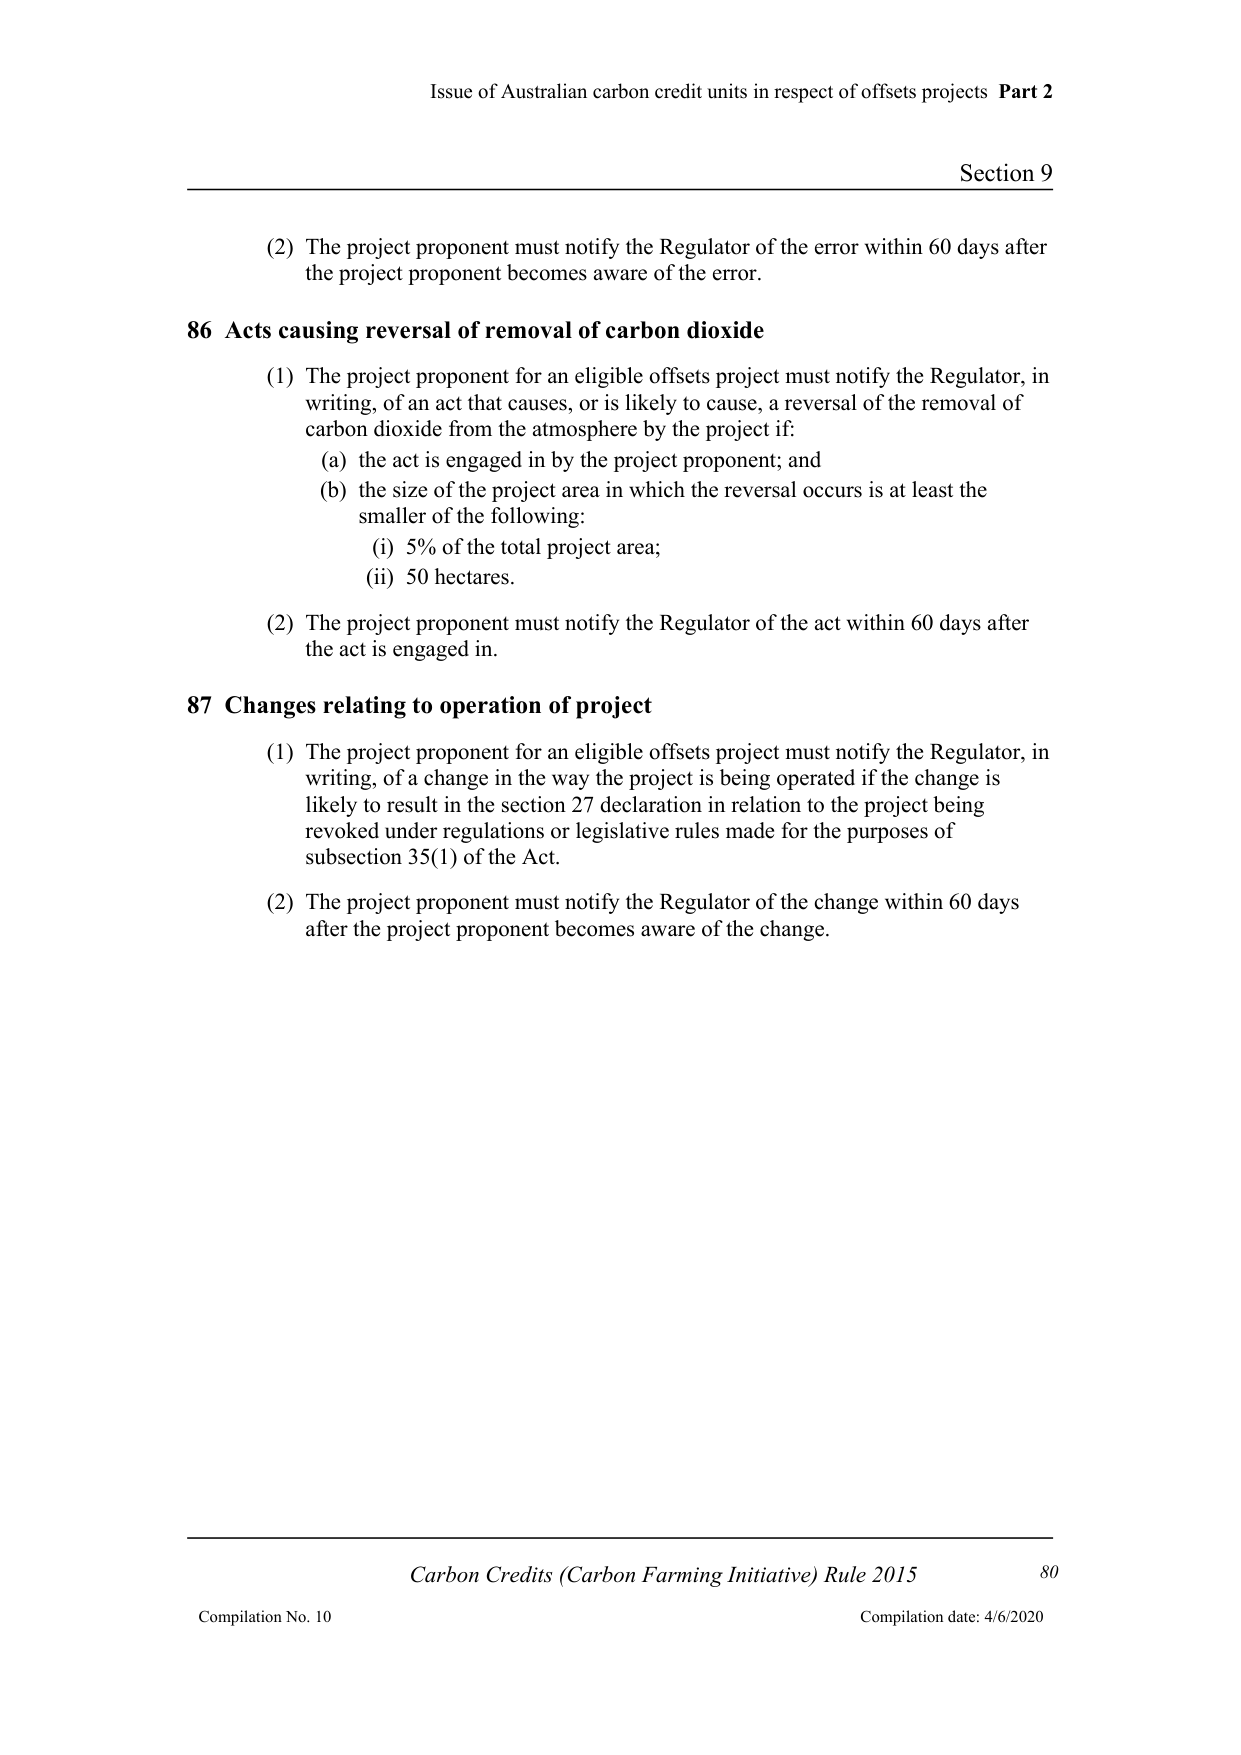 Issue of Australian carbon credit units in respect of offsets projects Part 2
Section 9
(2) The project proponent must notify the Regulator of the error within 60 days after
the project proponent becomes aware of the error.
86 Acts causing reversal of removal of carbon dioxide
(1) The project proponent for an eligible offsets project must notify the Regulator, in
writing, of an act that causes, or is likely to cause, a reversal of the removal of
carbon dioxide from the atmosphere by the project if:
(a) the act is engaged in by the project proponent; and
(b) the size of the project area in which the reversal occurs is at least the
smaller of the following:
(i) 5% of the total project area;
(ii) 50 hectares.
(2) The project proponent must notify the Regulator of the act within 60 days after
the act is engaged in.
87 Changes relating to operation of project
(1) The project proponent for an eligible offsets project must notify the Regulator, in
writing, of a change in the way the project is being operated if the change is
likely to result in the section 27 declaration in relation to the project being
revoked under regulations or legislative rules made for the purposes of
subsection 35(1) of the Act.
(2) The project proponent must notify the Regulator of the change within 60 days
after the project proponent becomes aware of the change.
Carbon Credits (Carbon Farming Initiative) Rule 2015 80
Compilation No. 10 Compilation date: 4/6/2020